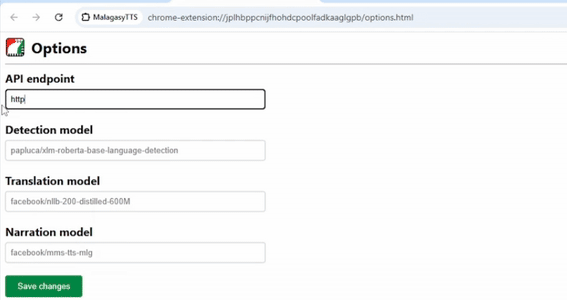 MalagasyTTS chrome-extension://jplhbppcnijfhohdcpoolfadkaaglgpb/options.html
Options
API endpoint
http
Detection model
papluca/xlm-roberta-base-language-detection
Translation model
facebook/nllb-200-distilled-600M
Narration model
facebook/mms-tts-mlg
Save changes